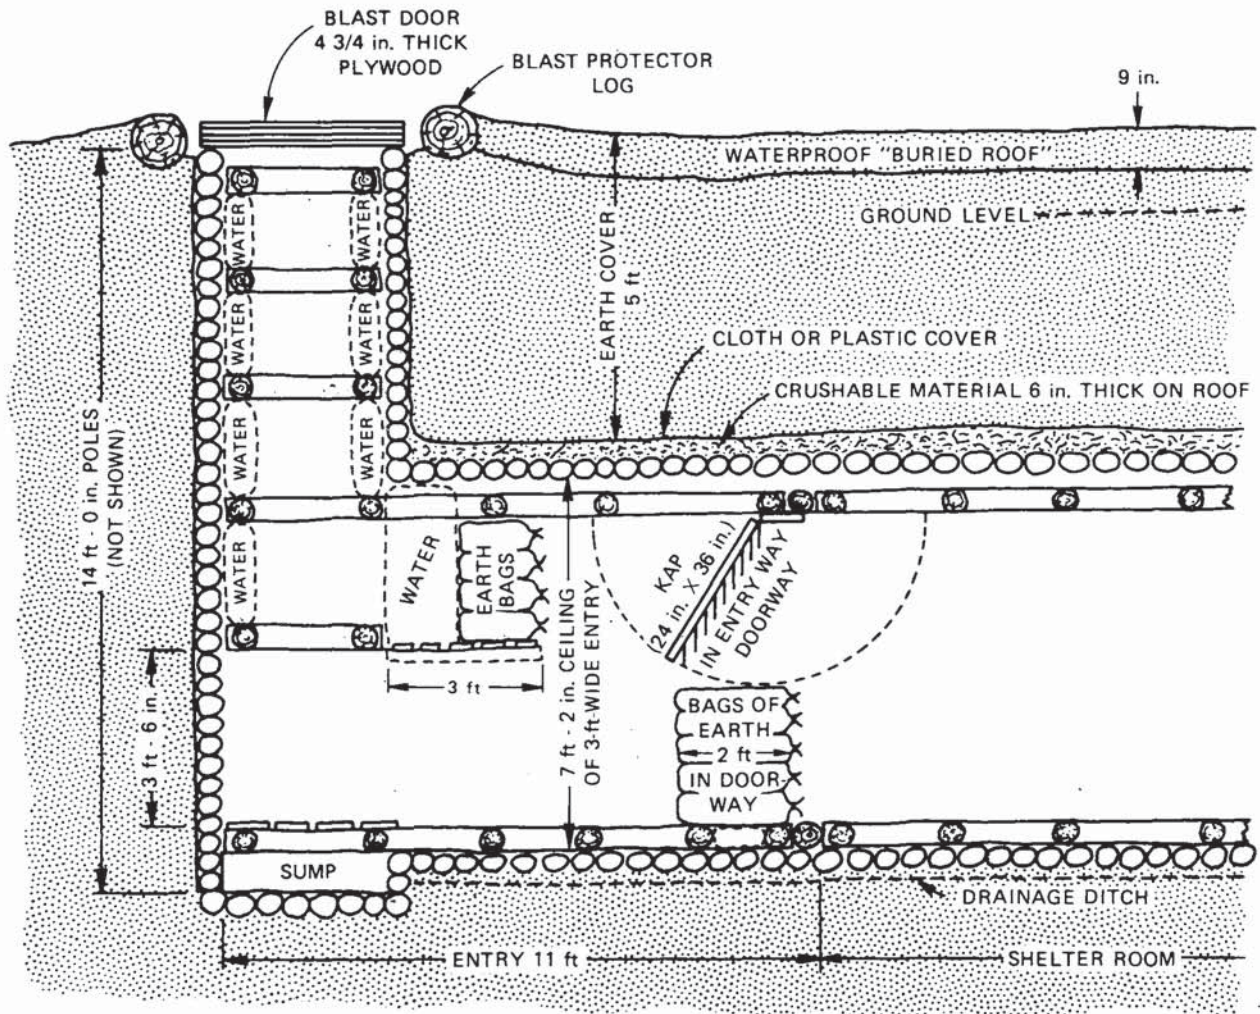 BLAST DOOR
4 3/4 in. THICK
PLYWOOD
BLAST PROTECTOR
LOG
9 in.
WATERPROOF "BURIED ROOF"
GROUND LEVEL
EARTH COVER
5 ft
CLOTH OR PLASTIC COVER
CRUSHABLE MATERIAL 6 in. THICK ON ROOF
WATER
WATER
WATER
WATER
WATER
WATER
WATER
14 ft - 0 in. POLES
(NOT SHOWN)
WATER
EARTH
BAGS
3 ft
3 ft - 6 in.
7 ft - 2 in. CEILING
OF 3-ft-WIDE ENTRY
KAP
(24 in. X 36 in.)
IN ENTRY WAY
DOORWAY
BAGS OF
EARTH
2 ft
IN DOOR-
WAY
SUMP
DRAINAGE DITCH
ENTRY 11 ft
SHELTER ROOM